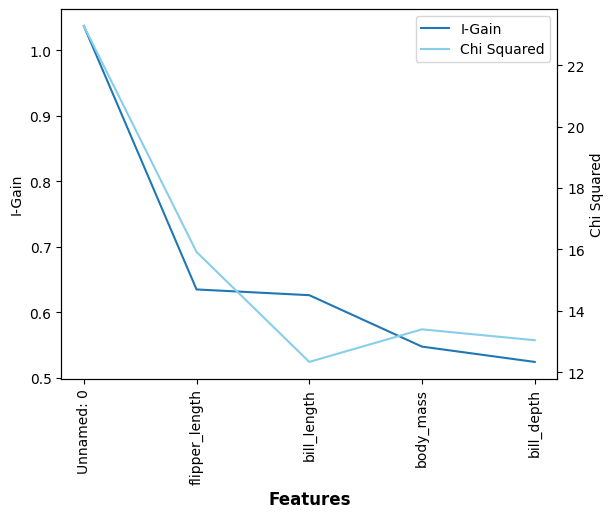 I-Gain
Chi Squared
1.0
0.9
0.8
0.7
0.6
0.5
I-Gain
22
20
18
16
14
12
Chi Squared
Unnamed: 0
flipper_length
bill_length
body_mass
bill_depth
Features